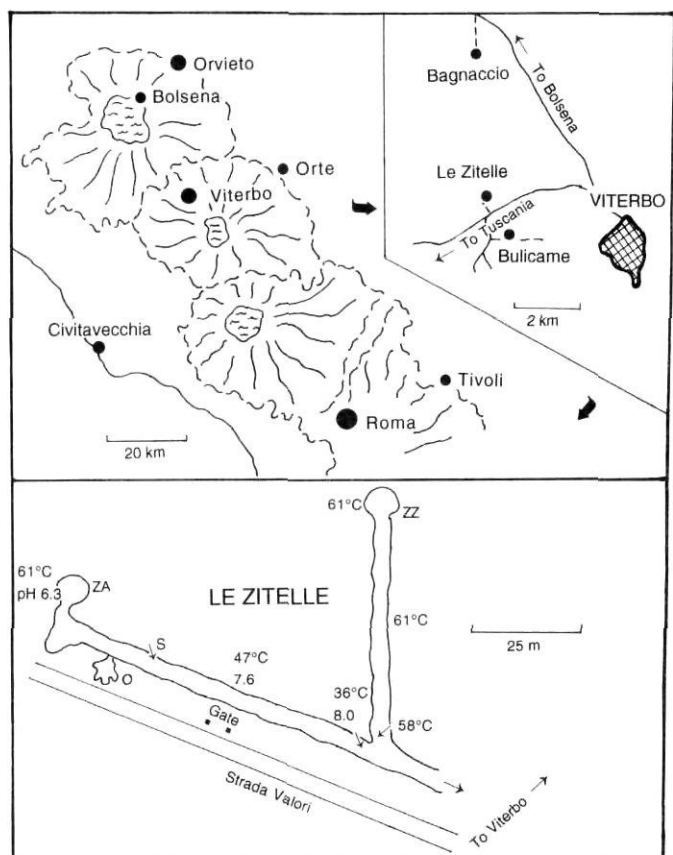 Orvieto
Bolsena
Orte
Viterbo
Civitavecchia
Tivoli
Roma
20 km
Bagnaccio
To Bolsena
Le Zitelle
VITERBO
To Tuscania
Bulicame
2 km
61°C
ZZ
61°C
pH 6.3
ZA
LE ZITELLE
61°C
25 m
S
47°C
7.6
O
36°C
8.0
58°C
Gate
Strada Valori
To Viterbo